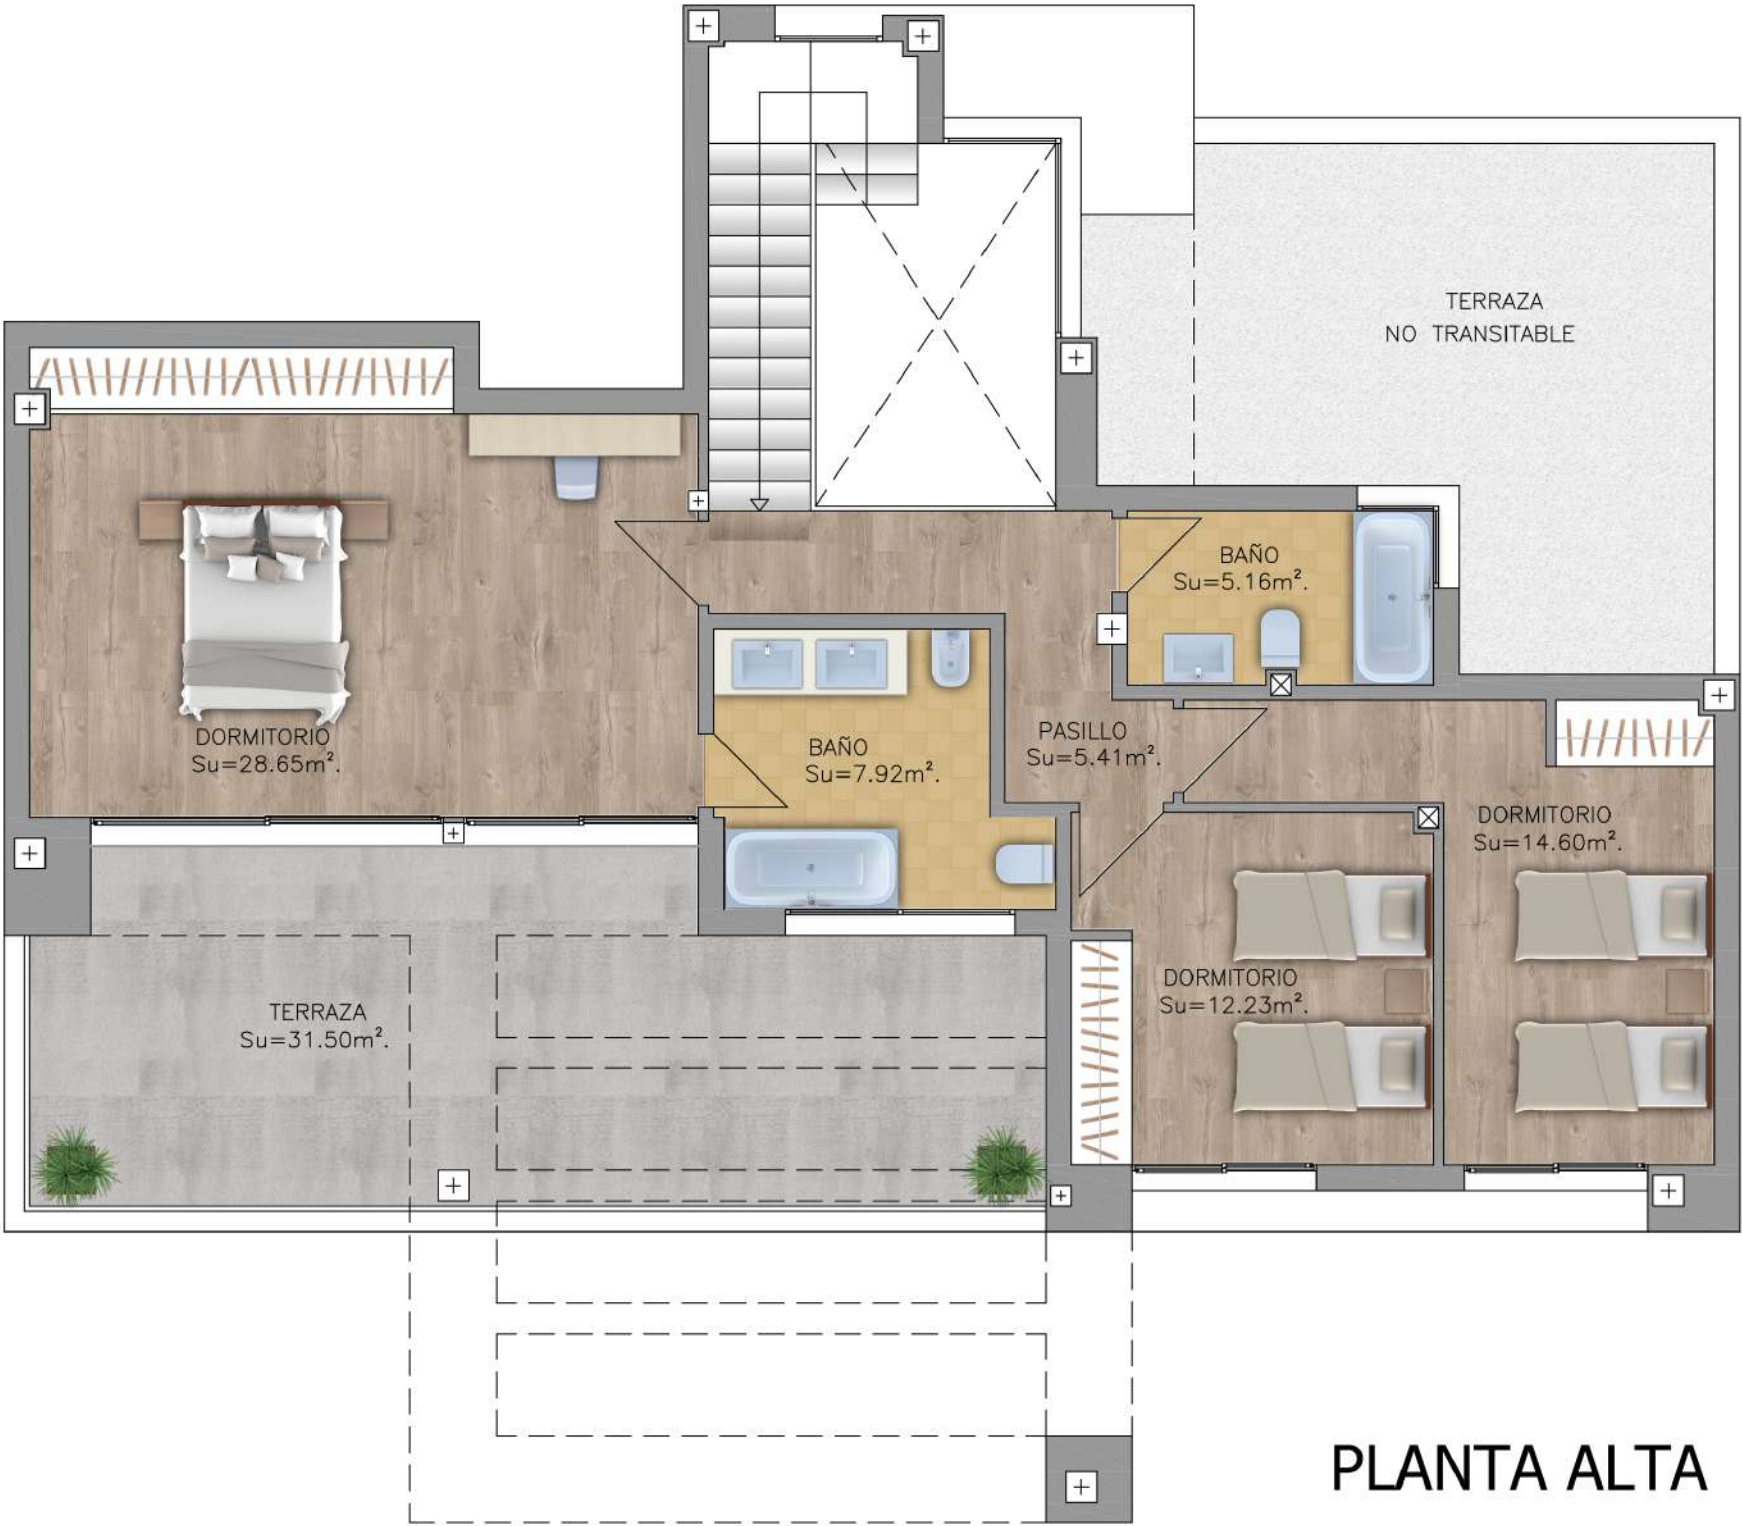 TERRAZA
NO TRANSITABLE
BAÑO
Su=5.16m².
DORMITORIO
Su=28.65m².
BAÑO
Su=7.92m².
PASILLO
Su=5.41m².
DORMITORIO
Su=14.60m².
DORMITORIO
Su=12.23m².
TERRAZA
Su=31.50m².
PLANTA ALTA